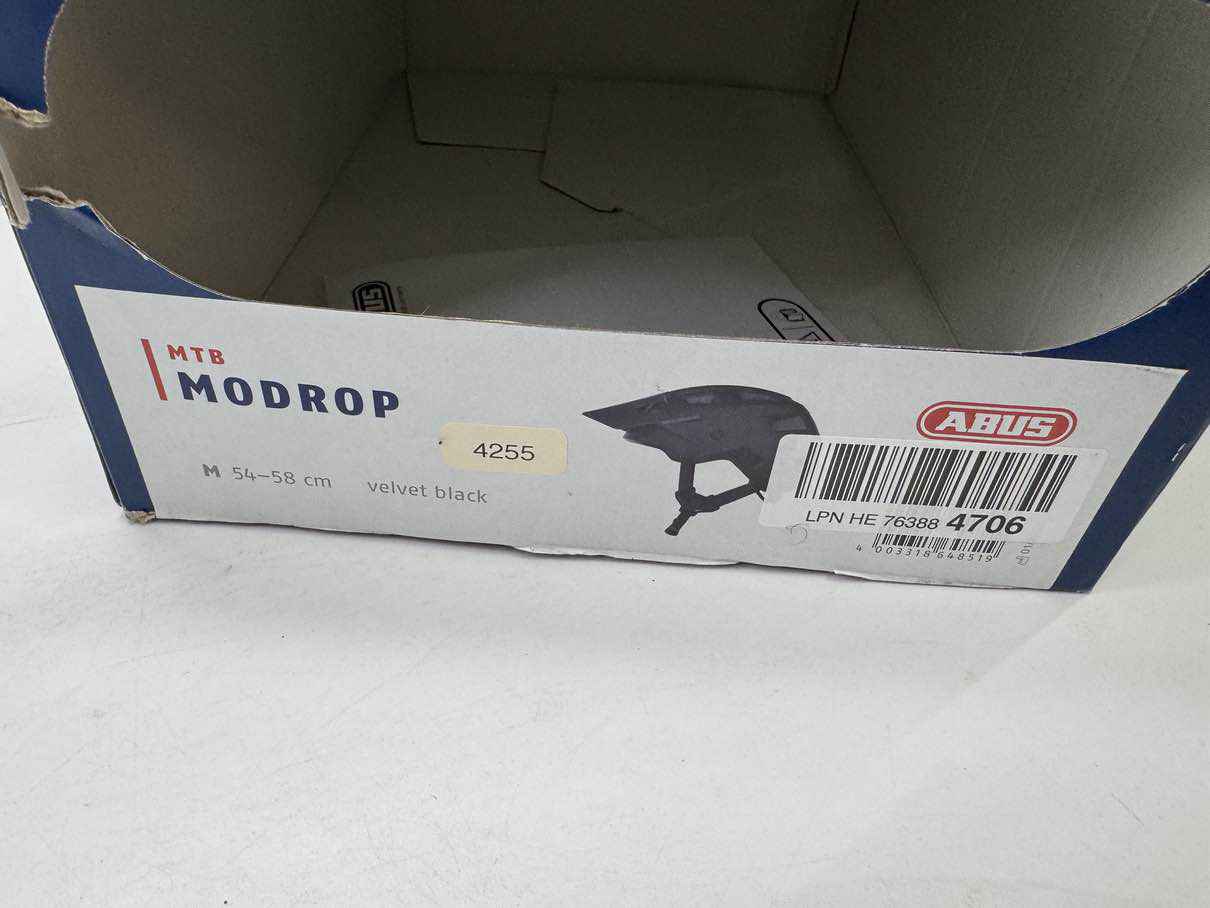 MTB
MODROP
ABUS
4255
M 54–58 cm velvet black
LPN HE 76388 4706
4 003318 648519